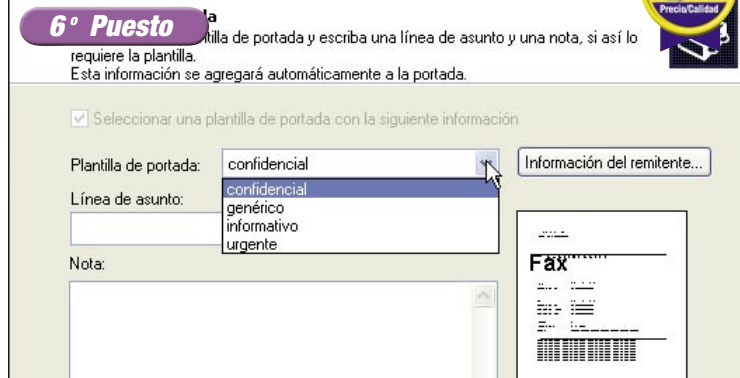 6º Puesto
Precio/Calidad
tilla de portada y escriba una línea de asunto y una nota, si así lo
requiere la plantilla.
Esta información se agregará automáticamente a la portada.
Seleccionar una plantilla de portada con la siguiente información
Plantilla de portada: confidencial Información del remitente...
confidencial
genérico
informativo
urgente
Línea de asunto:
Nota:
Fax